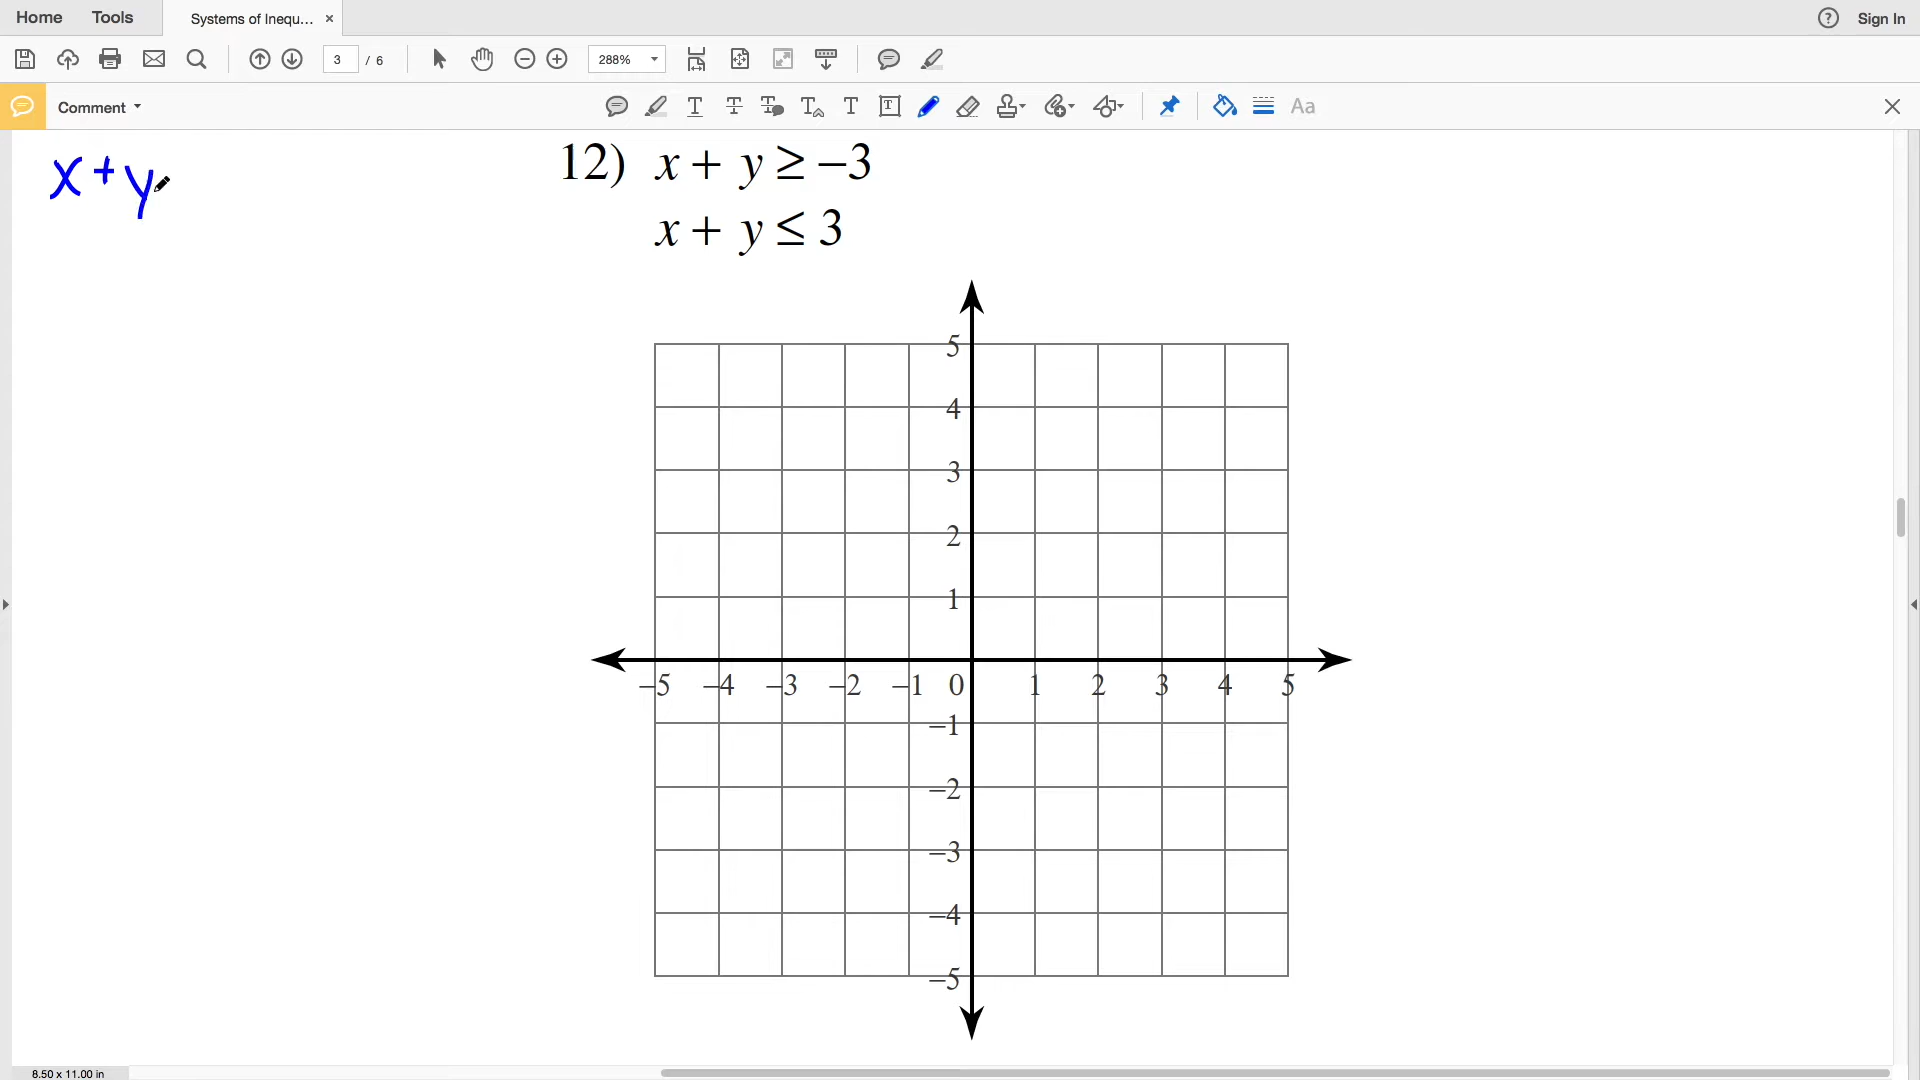 Home Tools Systems of Inequ... × ? Sign In
3 / 6 288%
Comment T T T T T T Aa
x + y
12) x + y ≥ −3
x + y ≤ 3
5
4
3
2
1
−5 −4 −3 −2 −1 0 1 2 3 4 5
−1
−2
−3
−4
−5
8.50 x 11.00 in